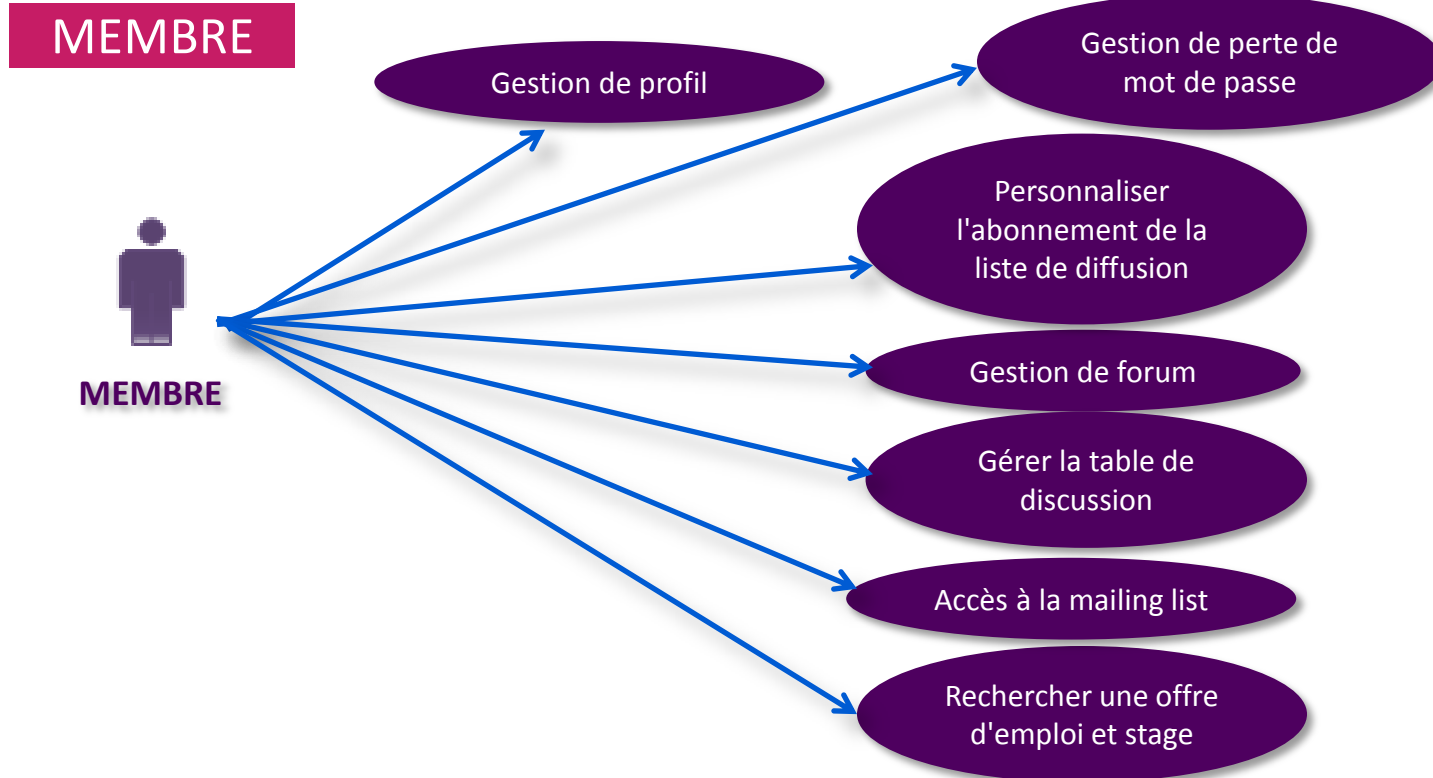 MEMBRE
Gestion de profil
Gestion de perte de
mot de passe
Personnaliser
l'abonnement de la
liste de diffusion
Gestion de forum
MEMBRE
Gérer la table de
discussion
Accès à la mailing list
Rechercher une offre
d'emploi et stage